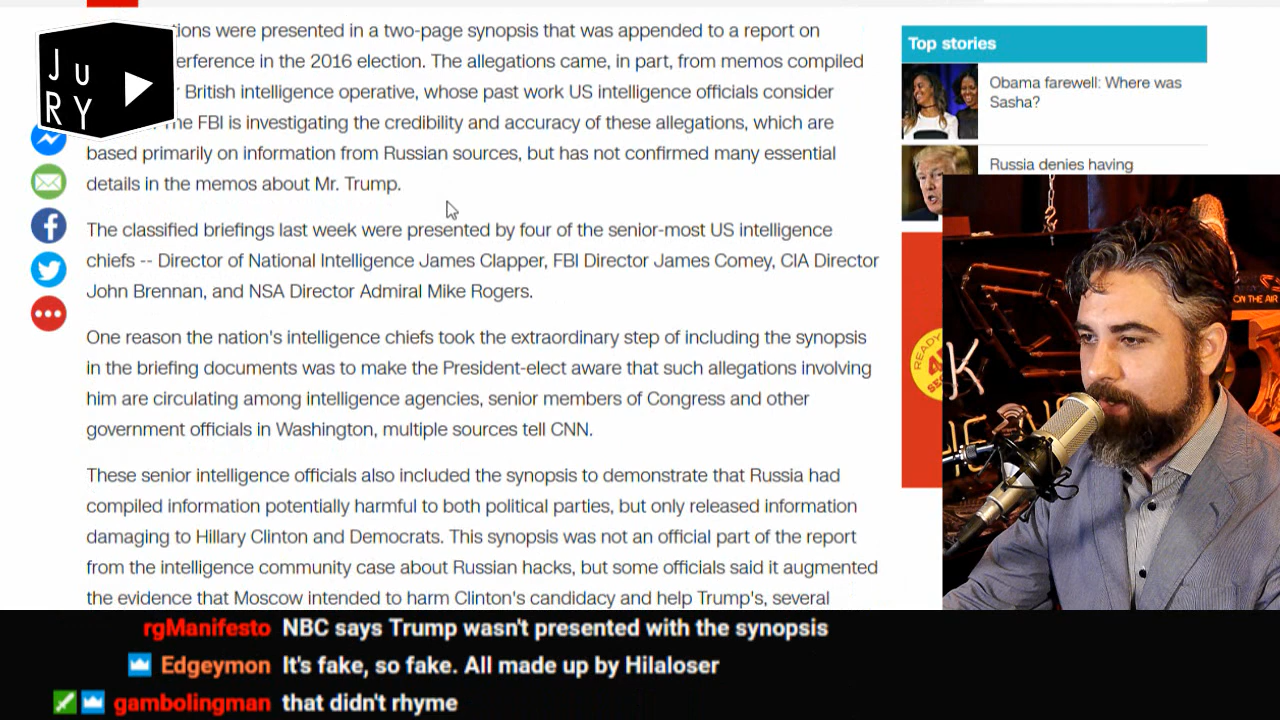 tions were presented in a two-page synopsis that was appended to a report on
erference in the 2016 election. The allegations came, in part, from memos compiled
British intelligence operative, whose past work US intelligence officials consider
he FBI is investigating the credibility and accuracy of these allegations, which are
based primarily on information from Russian sources, but has not confirmed many essential
details in the memos about Mr. Trump.
The classified briefings last week were presented by four of the senior-most US intelligence
chiefs -- Director of National Intelligence James Clapper, FBI Director James Comey, CIA Director
John Brennan, and NSA Director Admiral Mike Rogers.
One reason the nation's intelligence chiefs took the extraordinary step of including the synopsis
in the briefing documents was to make the President-elect aware that such allegations involving
him are circulating among intelligence agencies, senior members of Congress and other
government officials in Washington, multiple sources tell CNN.
These senior intelligence officials also included the synopsis to demonstrate that Russia had
compiled information potentially harmful to both political parties, but only released information
damaging to Hillary Clinton and Democrats. This synopsis was not an official part of the report
from the intelligence community case about Russian hacks, but some officials said it augmented
the evidence that Moscow intended to harm Clinton's candidacy and help Trump's, several
JU
RY
Top stories
Obama farewell: Where was
Sasha?
Russia denies having
READY
ON THE AIR
rgManifesto NBC says Trump wasn't presented with the synopsis
Edgeymon It's fake, so fake. All made up by Hilaloser
gambolingman that didn't rhyme